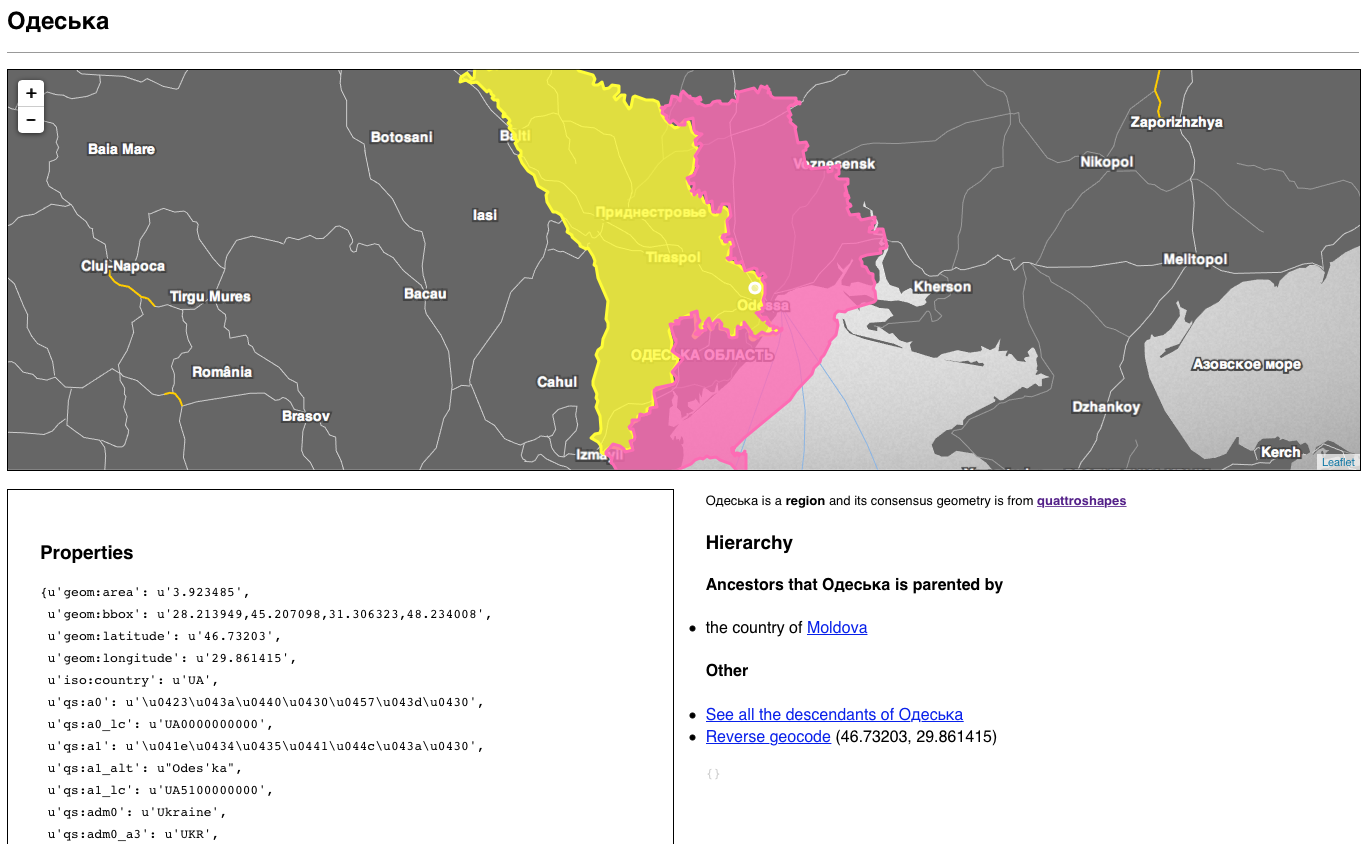 Одеська
+
−
Baia Mare
Botosani
Balti
Voznesensk
Zaporizhzhya
Nikopol
Iasi
Приднестровье
Tiraspol
Cluj-Napoca
Tirgu Mures
Bacau
Odessa
Kherson
Melitopol
ОДЕСЬКА ОБЛАСТЬ
România
Cahul
Азовское море
Brasov
Dzhankoy
Izmayil
Kerch
Leaflet
Properties
{u'geom:area': u'3.923485',
u'geom:bbox': u'28.213949,45.207098,31.306323,48.234008',
u'geom:latitude': u'46.73203',
u'geom:longitude': u'29.861415',
u'iso:country': u'UA',
u'qs:a0': u'\u0423\u043a\u0440\u0430\u0457\u043d\u0430',
u'qs:a0_lc': u'UA0000000000',
u'qs:a1': u'\u041e\u0434\u0435\u0441\u044c\u043a\u0430',
u'qs:a1_alt': u"Odes'ka",
u'qs:a1_lc': u'UA5100000000',
u'qs:adm0': u'Ukraine',
u'qs:adm0_a3': u'UKR',
Одеська is a region and its consensus geometry is from quattroshapes
Hierarchy
Ancestors that Одеська is parented by
the country of Moldova
Other
See all the descendants of Одеська
Reverse geocode (46.73203, 29.861415)
{}